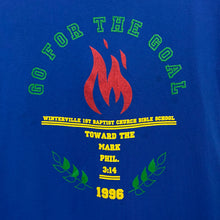 GO FOR THE GOAL
WINTERVILLE 1ST BAPTIST CHURCH BIBLE SCHOOL
TOWARD THE
MARK
PHIL.
3:14
1996